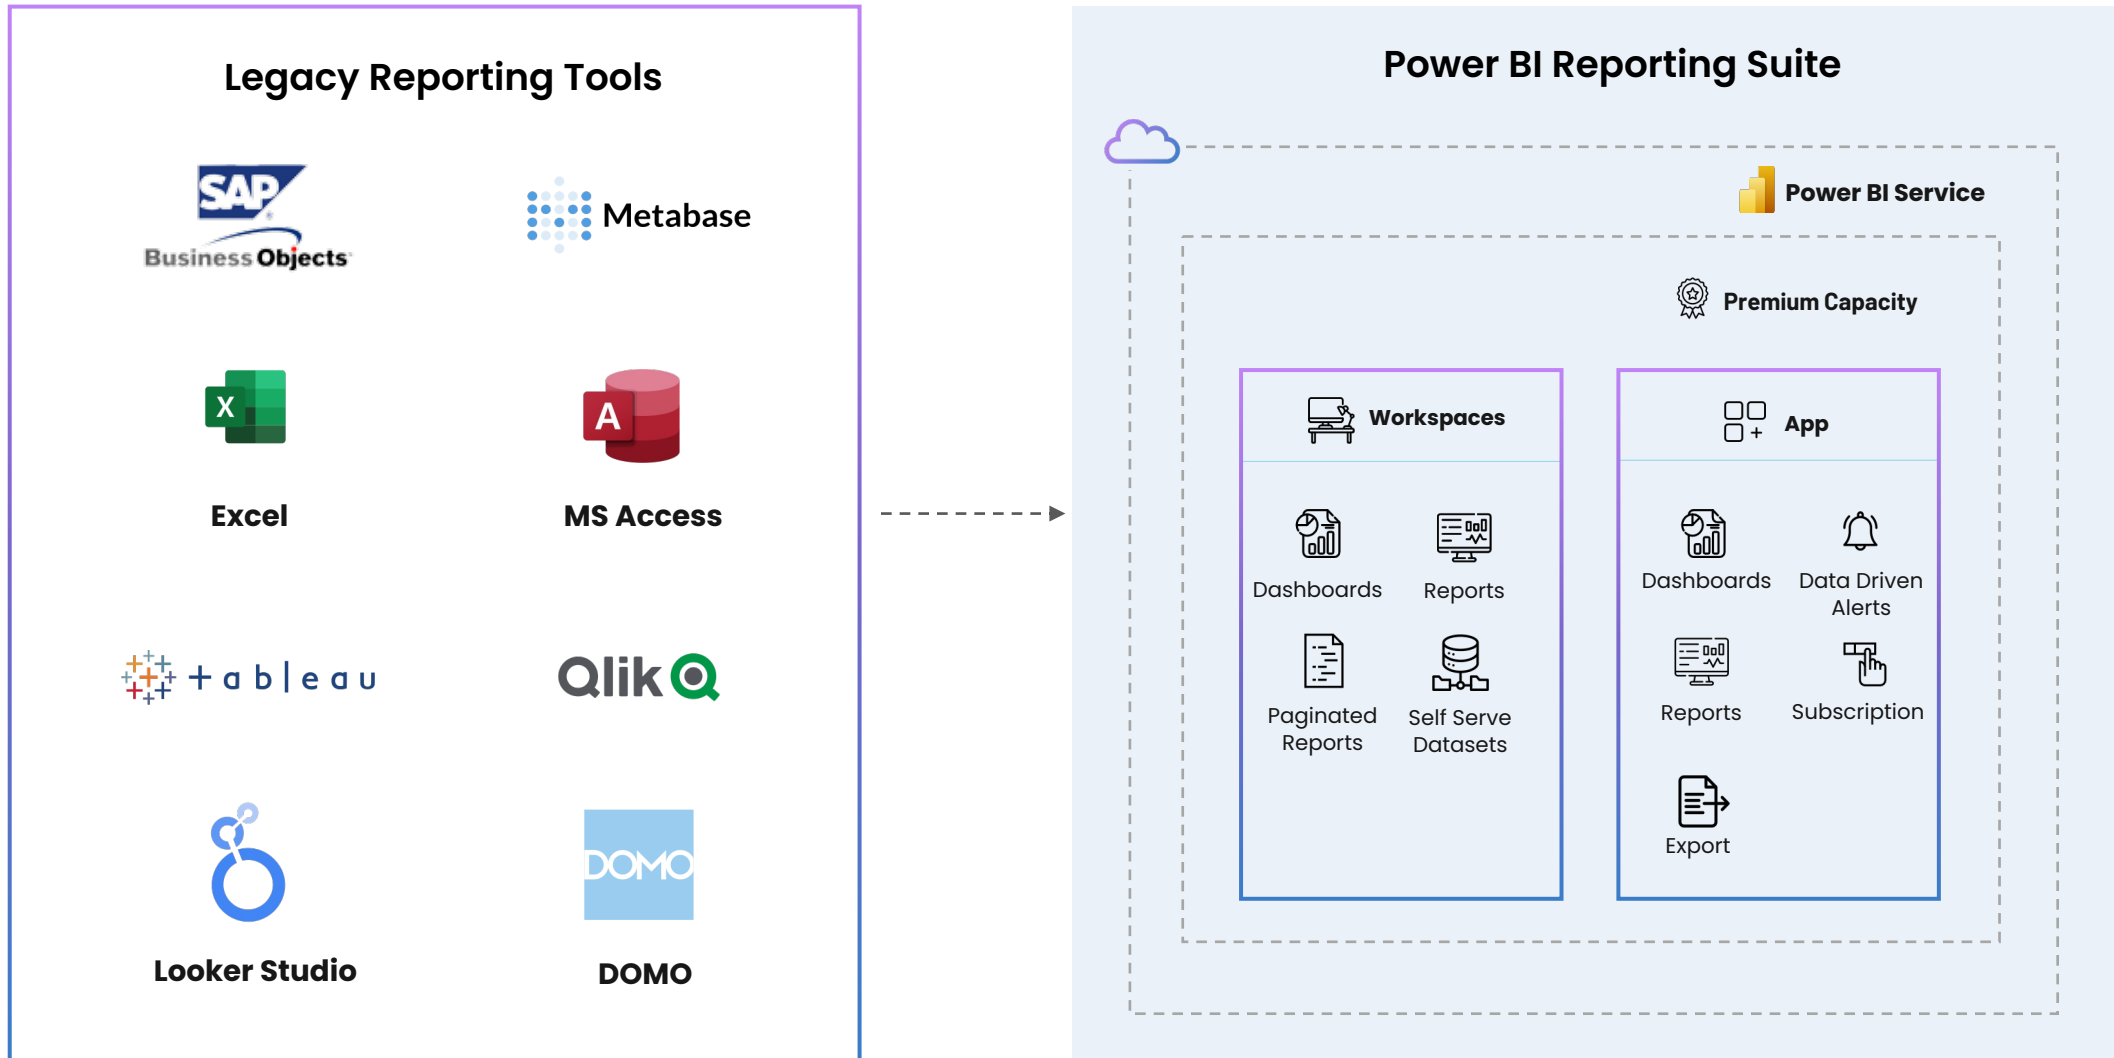 Legacy Reporting Tools
SAP
Business Objects
Metabase
X
Excel
A
MS Access
+ableau
Qlik
Looker Studio
DOMO
DOMO
Power BI Reporting Suite
Power BI Service
Premium Capacity
Workspaces
Dashboards
Reports
Paginated
Reports
Self Serve
Datasets
App
Dashboards
Data Driven
Alerts
Reports
Subscription
Export